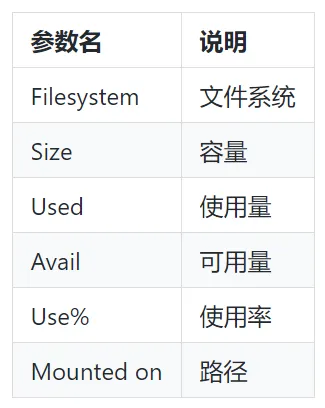 参数名 说明
Filesystem 文件系统
Size 容量
Used 使用量
Avail 可用量
Use% 使用率
Mounted on 路径